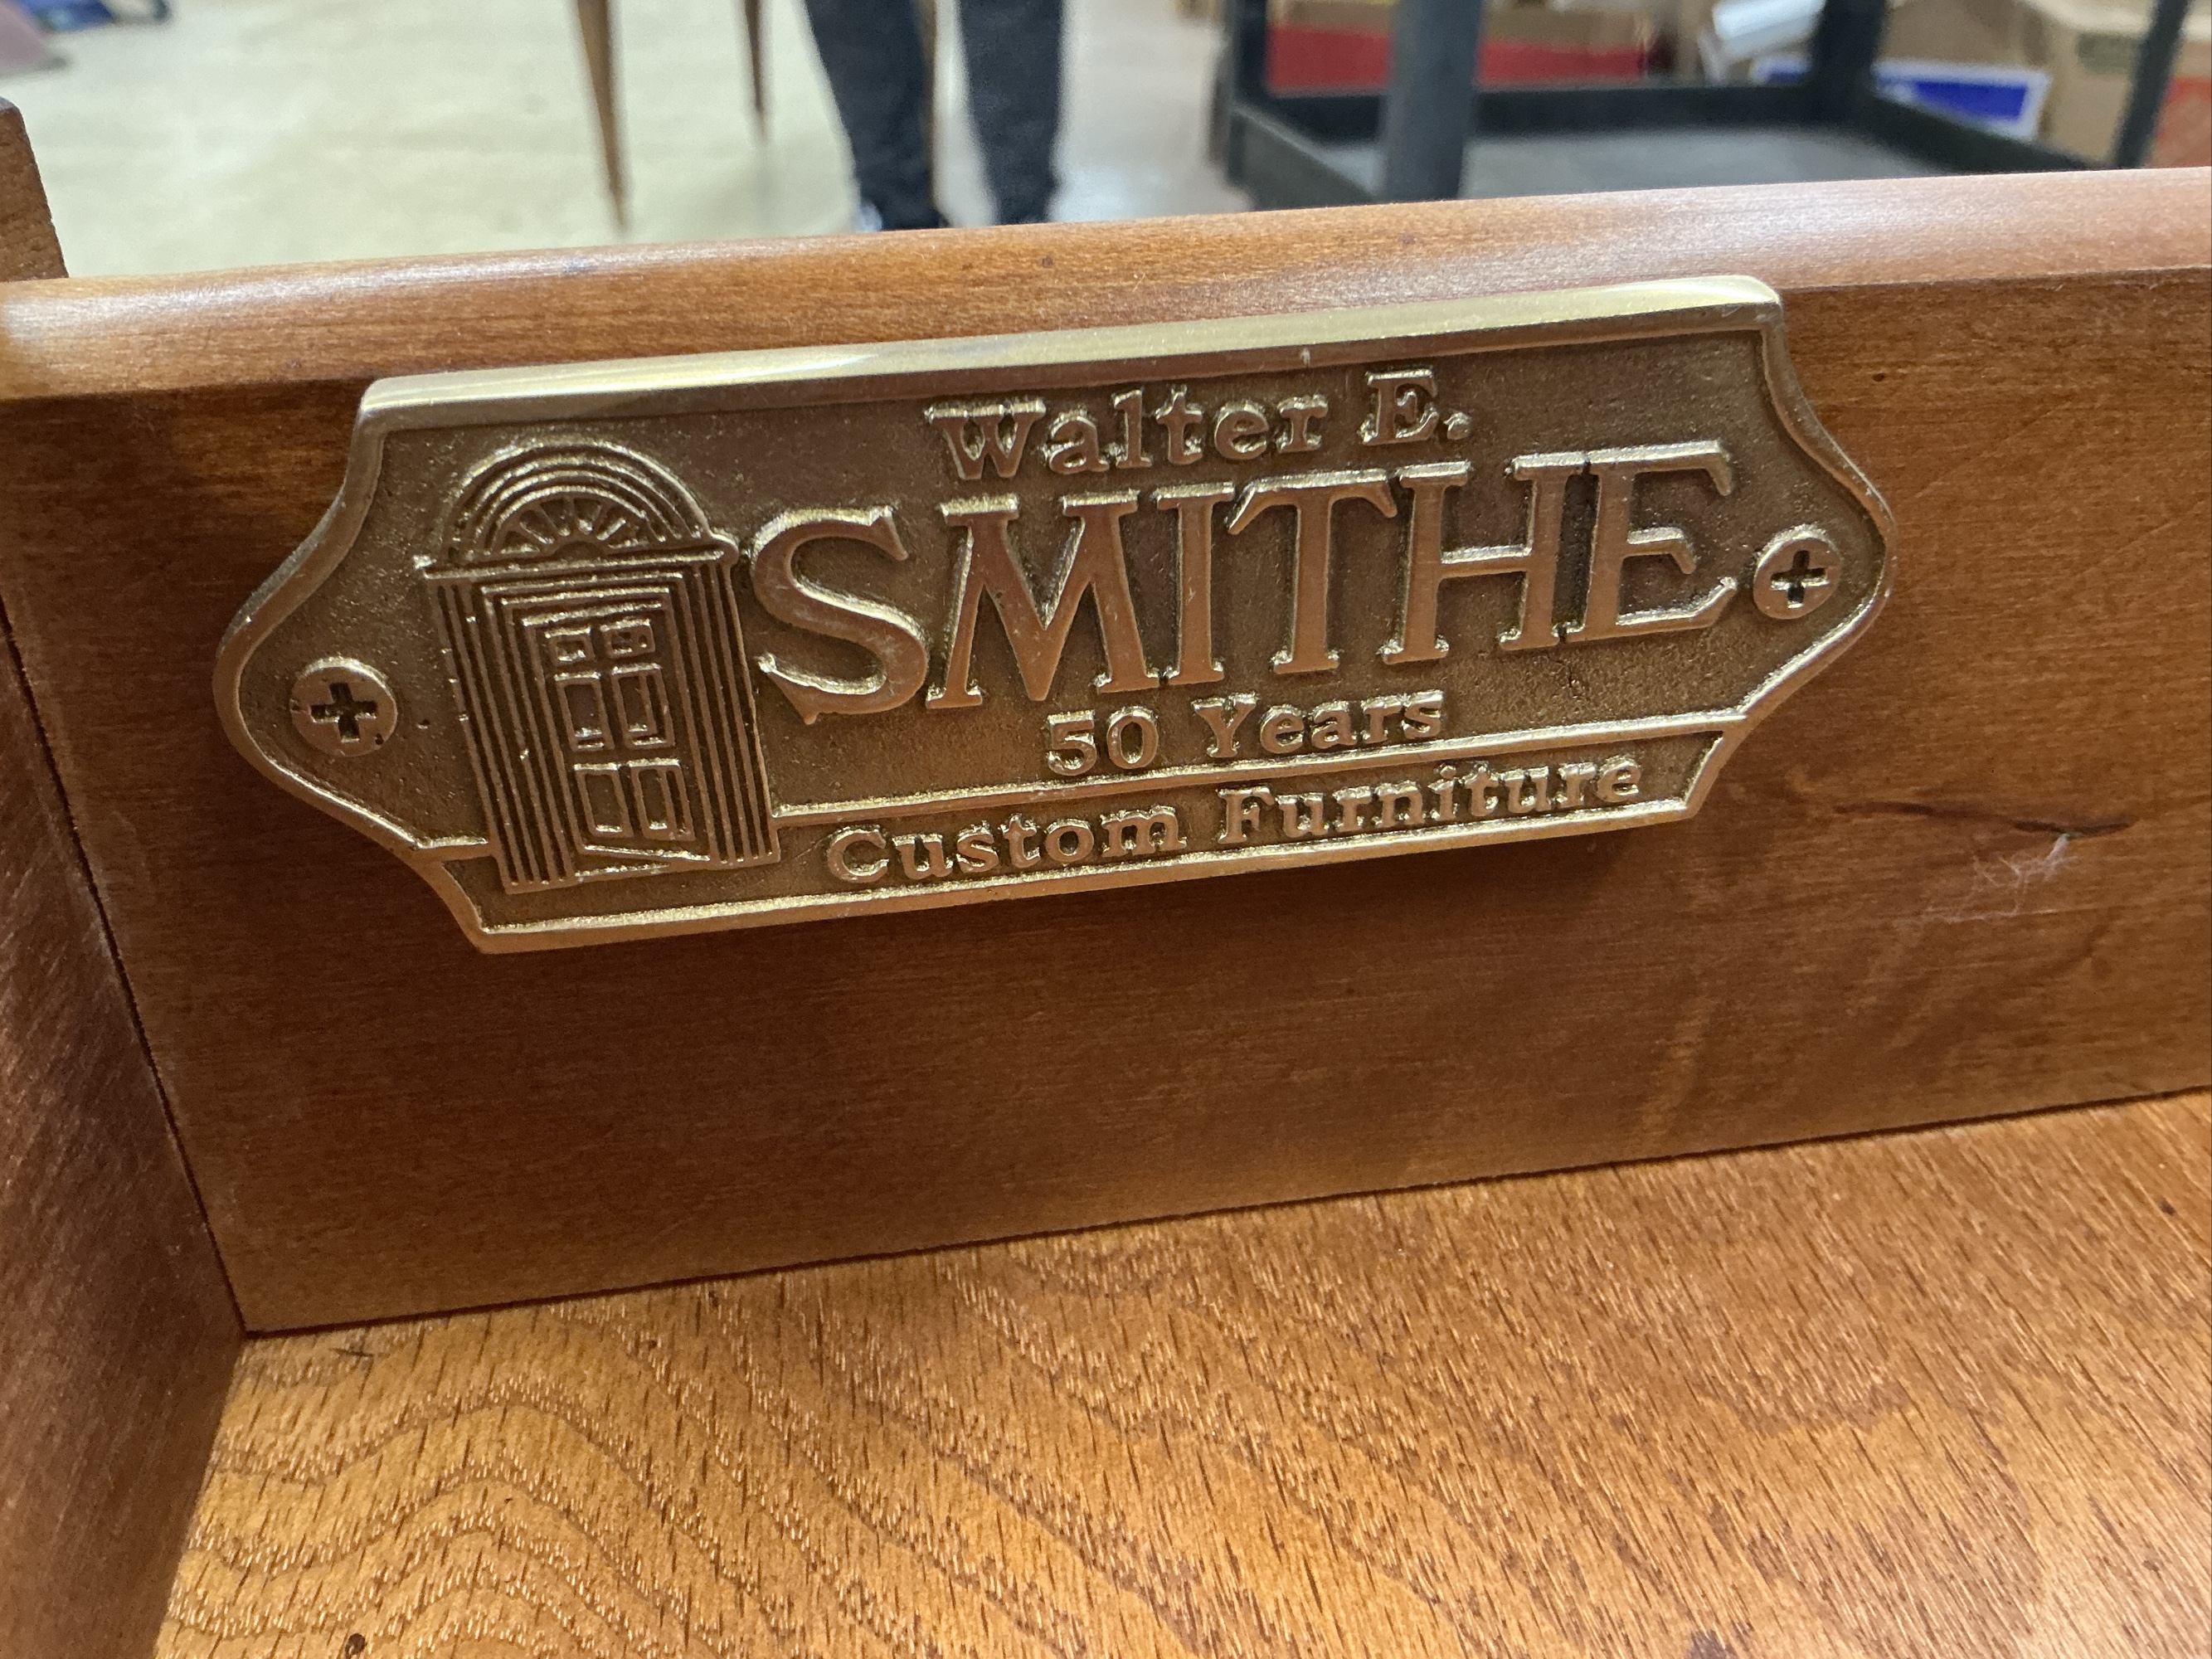 Walter E.
SMITHE
50 Years
Custom Furniture